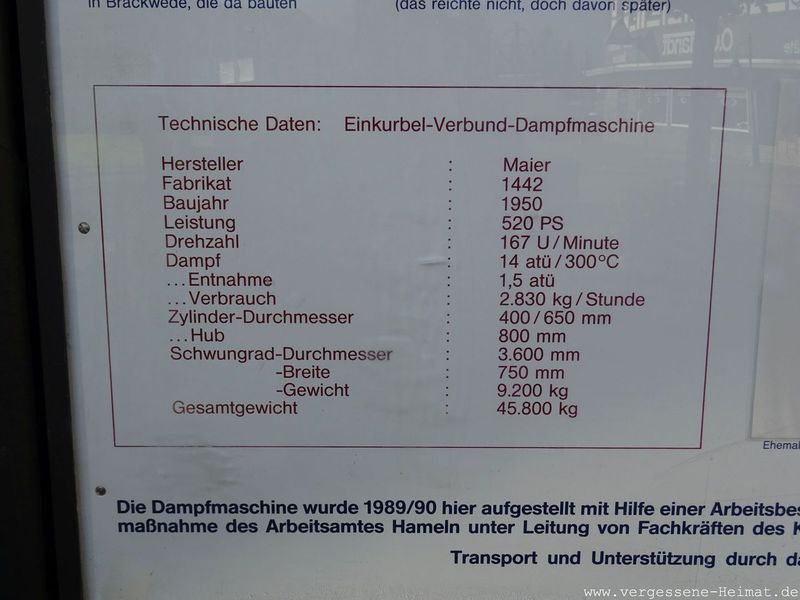 in Brackwede, die da bauten (das reichte nicht, doch davon später)
Technische Daten: Einkurbel-Verbund-Dampfmaschine
Hersteller : Maier
Fabrikat : 1442
Baujahr : 1950
Leistung : 520 PS
Drehzahl : 167 U/Minute
Dampf : 14 atü/300°C
...Entnahme : 1,5 atü
...Verbrauch : 2.830 kg/Stunde
Zylinder-Durchmesser : 400/650 mm
...Hub : 800 mm
Schwungrad-Durchmesser : 3.600 mm
-Breite : 750 mm
-Gewicht : 9.200 kg
Gesamtgewicht : 45.800 kg
Ehemal
Die Dampfmaschine wurde 1989/90 hier aufgestellt mit Hilfe einer Arbeitsbes
maßnahme des Arbeitsamtes Hameln unter Leitung von Fachkräften des K
Transport und Unterstützung durch da
www.vergessene-Heimat.de